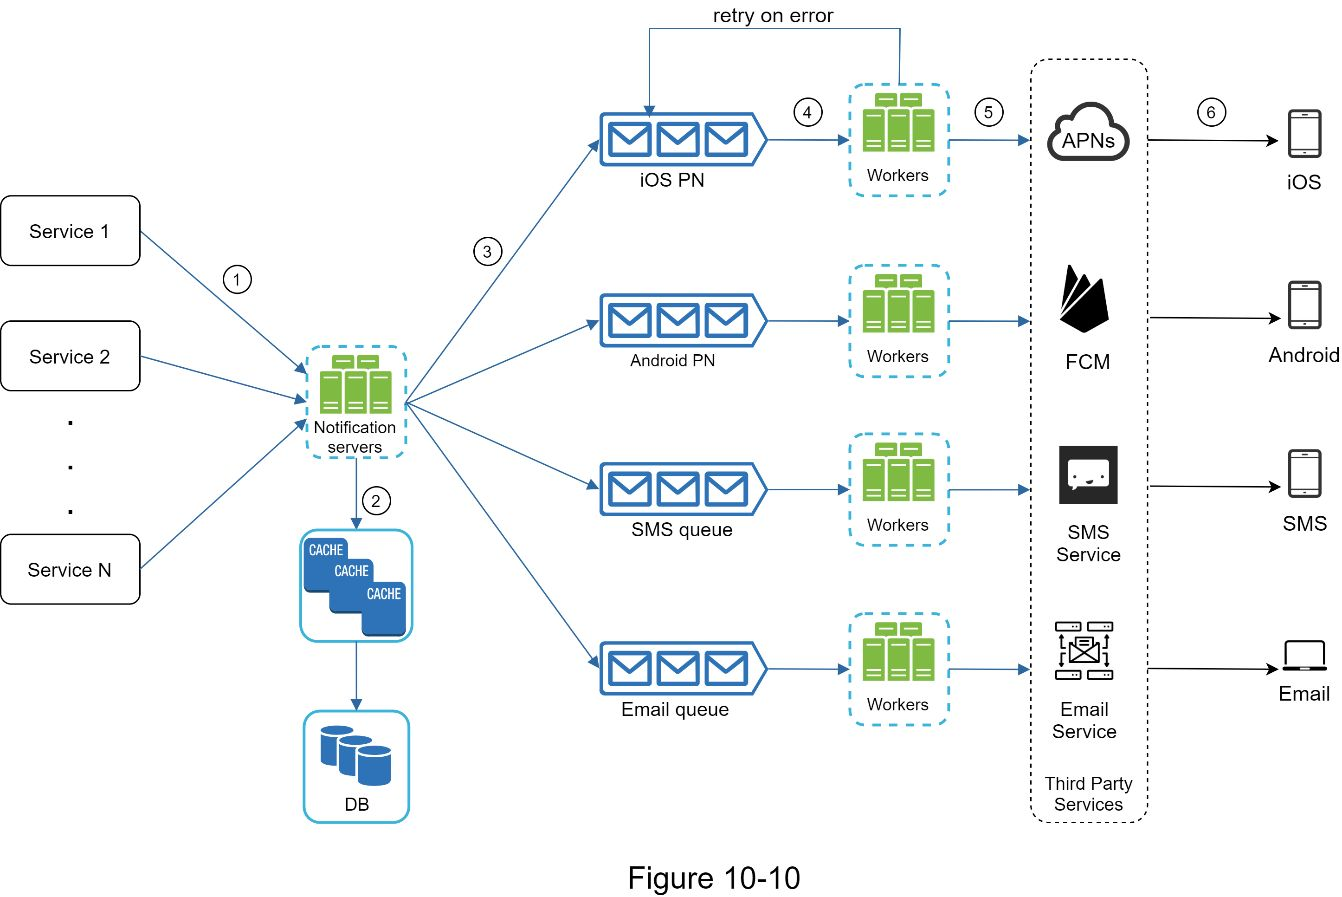 retry on error
4
5
6
APNs
iOS PN
Workers
iOS
Service 1
1
3
Service 2
Android PN
Workers
FCM
Android
.
.
.
Notification
servers
2
SMS queue
Workers
SMS
Service
SMS
Service N
CACHE
CACHE
CACHE
Email queue
Workers
Email
Service
Email
DB
Third Party
Services
Figure 10-10